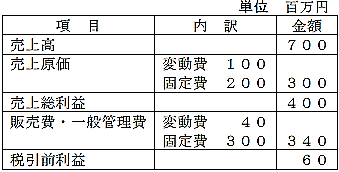 単位　百万円
項　目　内　訳　金額
売上高　７００
売上原価　変動費　１００
固定費　２００　３００
売上総利益　４００
販売費・一般管理費　変動費　４０
固定費　３００　３４０
税引前利益　６０